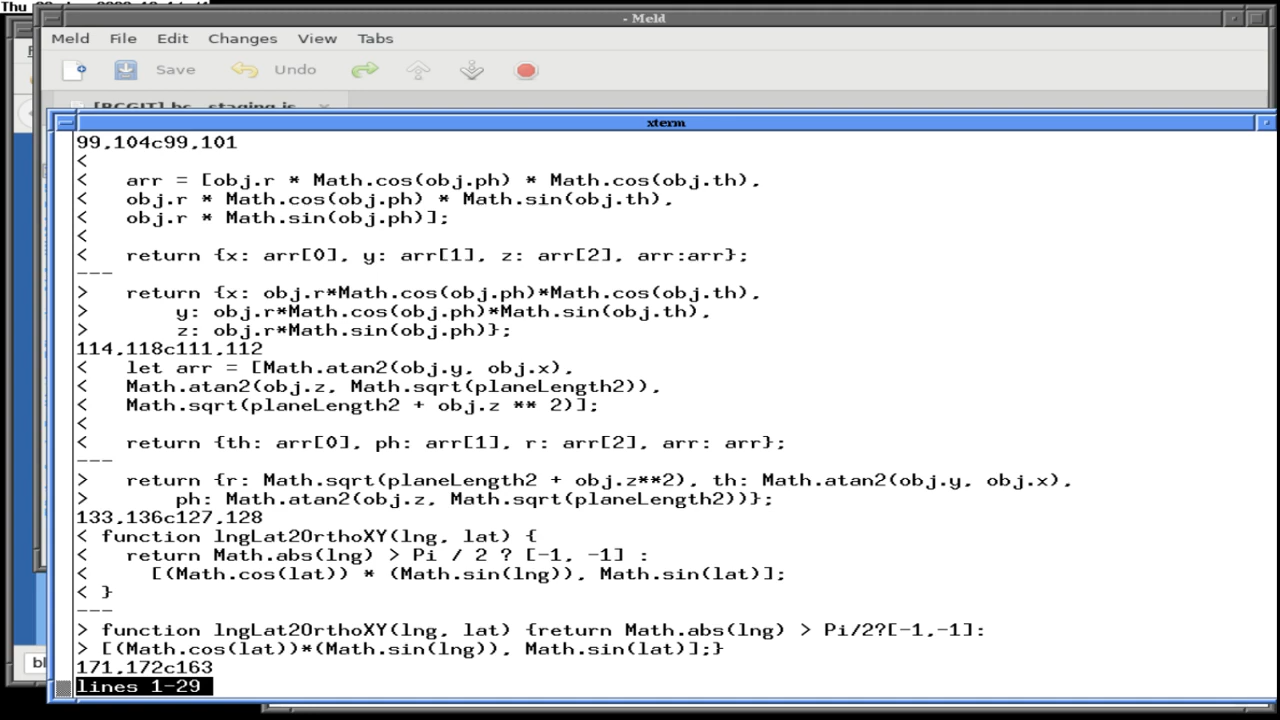 Thu
- Meld
Meld File Edit Changes View Tabs
Save Undo
xterm
99,104c99,101
<
<   arr = [obj.r * Math.cos(obj.ph) * Math.cos(obj.th),
<   obj.r * Math.cos(obj.ph) * Math.sin(obj.th),
<   obj.r * Math.sin(obj.ph)];
<
<   return {x: arr[0], y: arr[1], z: arr[2], arr:arr};
---
>   return {x: obj.r*Math.cos(obj.ph)*Math.cos(obj.th),
>       y: obj.r*Math.cos(obj.ph)*Math.sin(obj.th),
>       z: obj.r*Math.sin(obj.ph)};
114,118c111,112
<   let arr = [Math.atan2(obj.y, obj.x),
<   Math.atan2(obj.z, Math.sqrt(planeLength2)),
<   Math.sqrt(planeLength2 + obj.z ** 2)];
<
<   return {th: arr[0], ph: arr[1], r: arr[2], arr: arr};
---
>   return {r: Math.sqrt(planeLength2 + obj.z**2), th: Math.atan2(obj.y, obj.x),
>       ph: Math.atan2(obj.z, Math.sqrt(planeLength2))};
133,136c127,128
< function lngLat2OrthoXY(lng, lat) {
<   return Math.abs(lng) > Pi / 2 ? [-1, -1] :
<     [(Math.cos(lat)) * (Math.sin(lng)), Math.sin(lat)];
< }
---
> function lngLat2OrthoXY(lng, lat) {return Math.abs(lng) > Pi/2?[-1,-1]:
> [(Math.cos(lat))*(Math.sin(lng)), Math.sin(lat)];}
171,172c163
lines 1-29